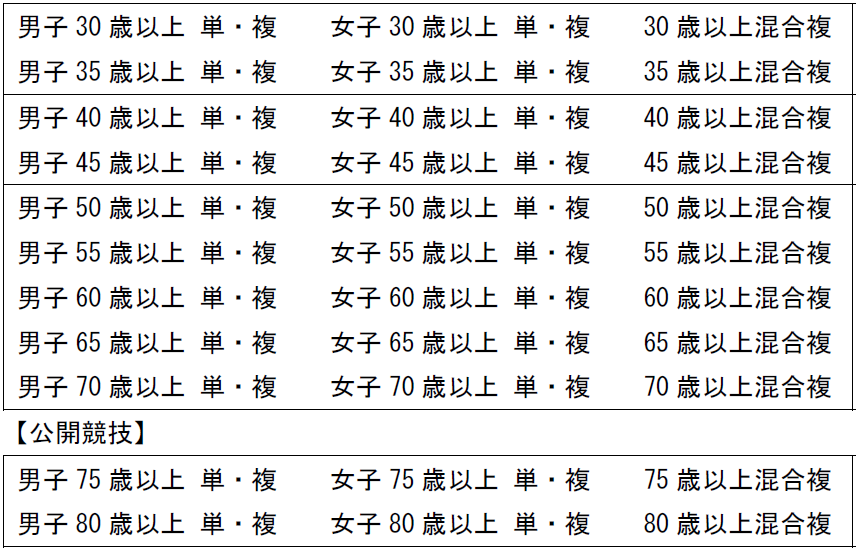 男子 30 歳以上 単・複 女子 30 歳以上 単・複 30 歳以上混合複
男子 35 歳以上 単・複 女子 35 歳以上 単・複 35 歳以上混合複
男子 40 歳以上 単・複 女子 40 歳以上 単・複 40 歳以上混合複
男子 45 歳以上 単・複 女子 45 歳以上 単・複 45 歳以上混合複
男子 50 歳以上 単・複 女子 50 歳以上 単・複 50 歳以上混合複
男子 55 歳以上 単・複 女子 55 歳以上 単・複 55 歳以上混合複
男子 60 歳以上 単・複 女子 60 歳以上 単・複 60 歳以上混合複
男子 65 歳以上 単・複 女子 65 歳以上 単・複 65 歳以上混合複
男子 70 歳以上 単・複 女子 70 歳以上 単・複 70 歳以上混合複
【公開競技】
男子 75 歳以上 単・複 女子 75 歳以上 単・複 75 歳以上混合複
男子 80 歳以上 単・複 女子 80 歳以上 単・複 80 歳以上混合複